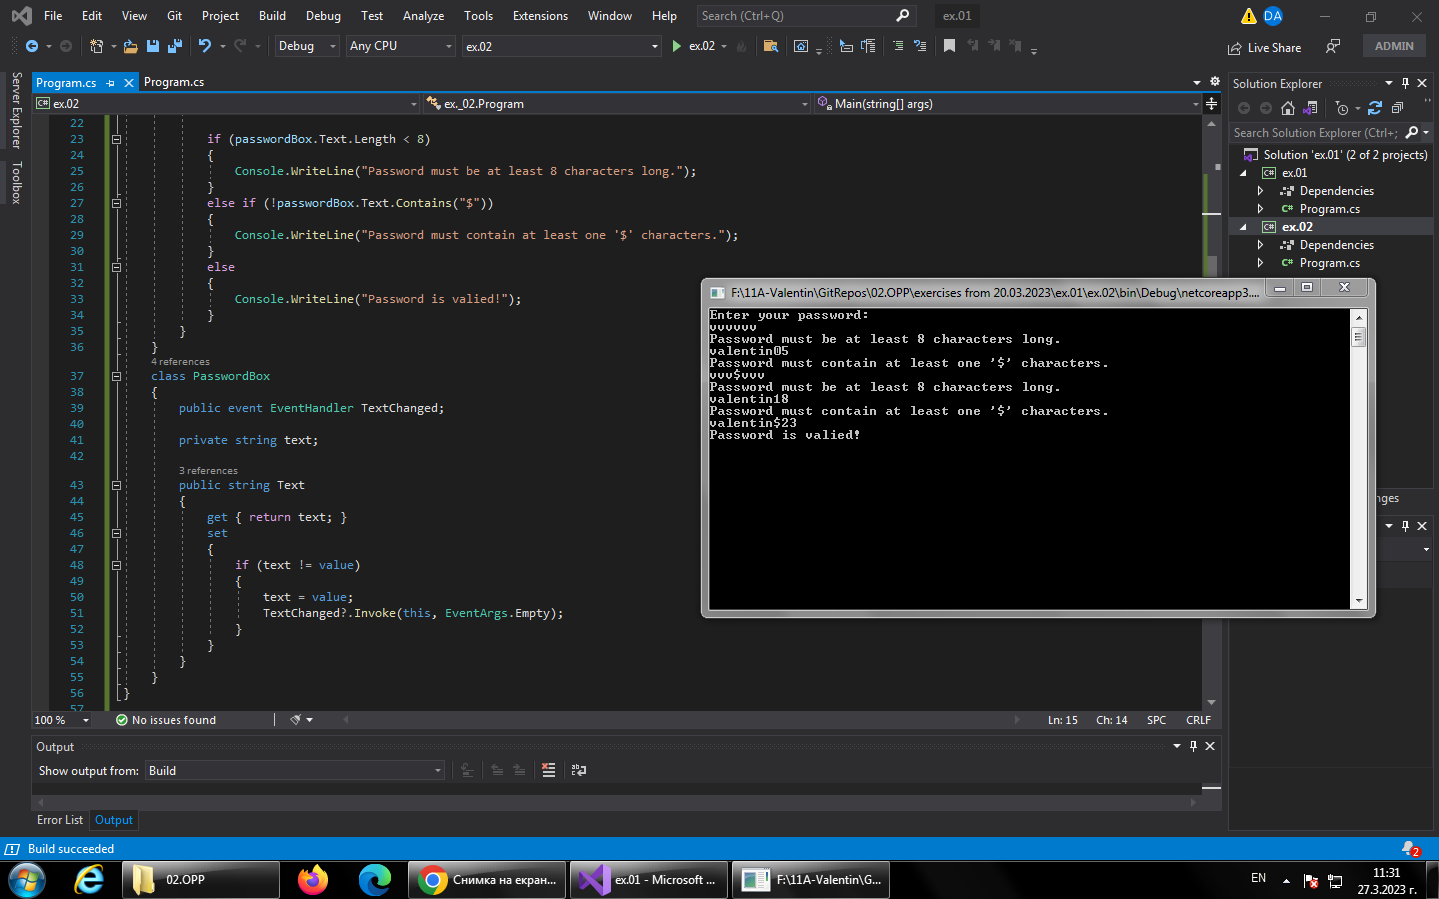 File Edit View Git Project Build Debug Test Analyze Tools Extensions Window Help Search (Ctrl+Q) ex.01 DA
Debug Any CPU ex.02 ex.02 Live Share ADMIN
Server Explorer
Toolbox
Program.cs Program.cs
ex.02 ex._02.Program Main(string[] args)
22
23 if (passwordBox.Text.Length < 8)
24 {
25 Console.WriteLine("Password must be at least 8 characters long.");
26 }
27 else if (!passwordBox.Text.Contains("$"))
28 {
29 Console.WriteLine("Password must contain at least one '$' characters.");
30 }
31 else
32 {
33 Console.WriteLine("Password is valied!");
34 }
35 }
36 }
4 references
37 class PasswordBox
38 {
39 public event EventHandler TextChanged;
40
41 private string text;
42
3 references
43 public string Text
44 {
45 get { return text; }
46 set
47 {
48 if (text != value)
49 {
50 text = value;
51 TextChanged?.Invoke(this, EventArgs.Empty);
52 }
53 }
54 }
55 }
56 }
57
100 % No issues found Ln: 15 Ch: 14 SPC CRLF
Output
Show output from: Build
Error List Output
Build succeeded
Solution Explorer
Search Solution Explorer (Ctrl+;
Solution 'ex.01' (2 of 2 projects)
ex.01
Dependencies
C# Program.cs
ex.02
Dependencies
C# Program.cs
nges
F:\11A-Valentin\GitRepos\02.OPP\exercises from 20.03.2023\ex.01\ex.02\bin\Debug\netcoreapp3....
Enter your password:
vvvvvv
Password must be at least 8 characters long.
valentin05
Password must contain at least one '$' characters.
vvv$vvv
Password must be at least 8 characters long.
valentin18
Password must contain at least one '$' characters.
valentin$23
Password is valied!
2
02.OPP Снимка на екран... ex.01 - Microsoft ... F:\11A-Valentin\G... EN 11:31
27.3.2023 г.